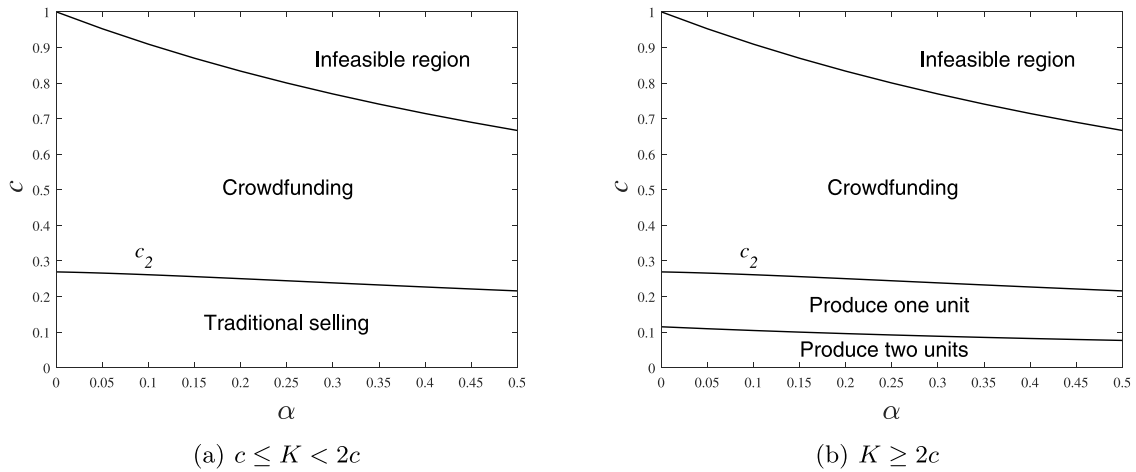 1
0.9
0.8
0.7
0.6
0.5
0.4
0.3
0.2
0.1
0
c
Infeasible region
Crowdfunding
c₂
Traditional selling
0 0.05 0.1 0.15 0.2 0.25 0.3 0.35 0.4 0.45 0.5
α
(a) c ≤ K < 2c
1
0.9
0.8
0.7
0.6
0.5
0.4
0.3
0.2
0.1
0
c
Infeasible region
Crowdfunding
c₂
Produce one unit
Produce two units
0 0.05 0.1 0.15 0.2 0.25 0.3 0.35 0.4 0.45 0.5
α
(b) K ≥ 2c